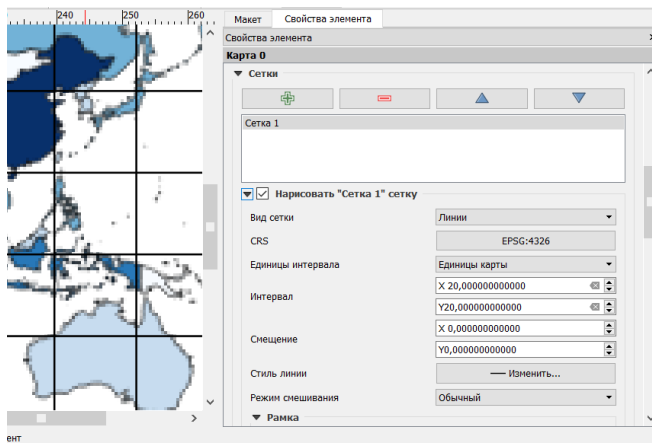 240 250 260
Макет Свойства элемента
Свойства элемента
Карта 0
Сетки
Сетка 1
Нарисовать "Сетка 1" сетку
Вид сетки Линии
CRS EPSG:4326
Единицы интервала Единицы карты
Интервал X 20,000000000000
Y20,000000000000
Смещение X 0,000000000000
Y0,000000000000
Стиль линии Изменить...
Режим смешивания Обычный
Рамка
ент